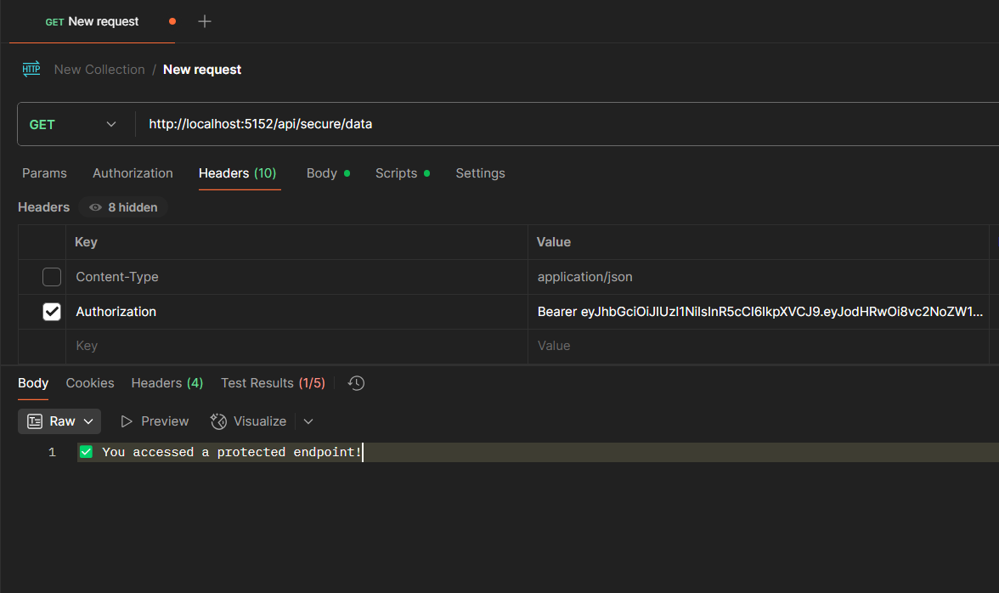 GET New request
HTTP New Collection / New request
GET http://localhost:5152/api/secure/data
Params Authorization Headers (10) Body Scripts Settings
Headers 8 hidden
Key Value
Content-Type application/json
Authorization Bearer eyJhbGciOiJIUzI1NiIsInR5cCI6IkpXVCJ9.eyJodHRwOi8vc2NoZW1...
Key Value
Body Cookies Headers (4) Test Results (1/5)
Raw Preview Visualize
1 ✅ You accessed a protected endpoint!